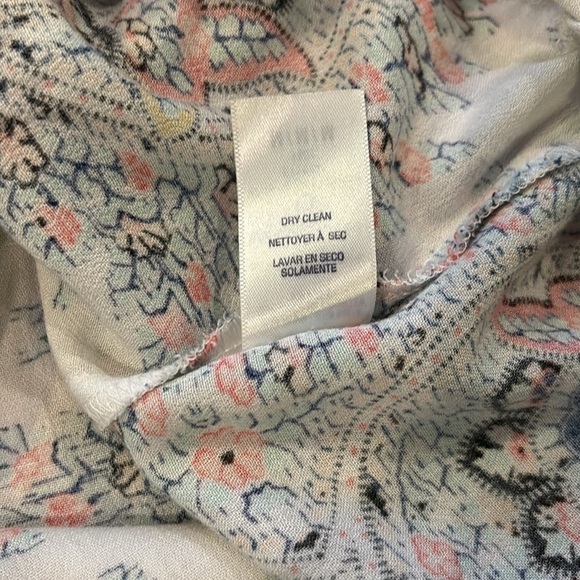 DRY CLEAN
NETTOYER À SEC
LAVAR EN SECO
SOLAMENTE